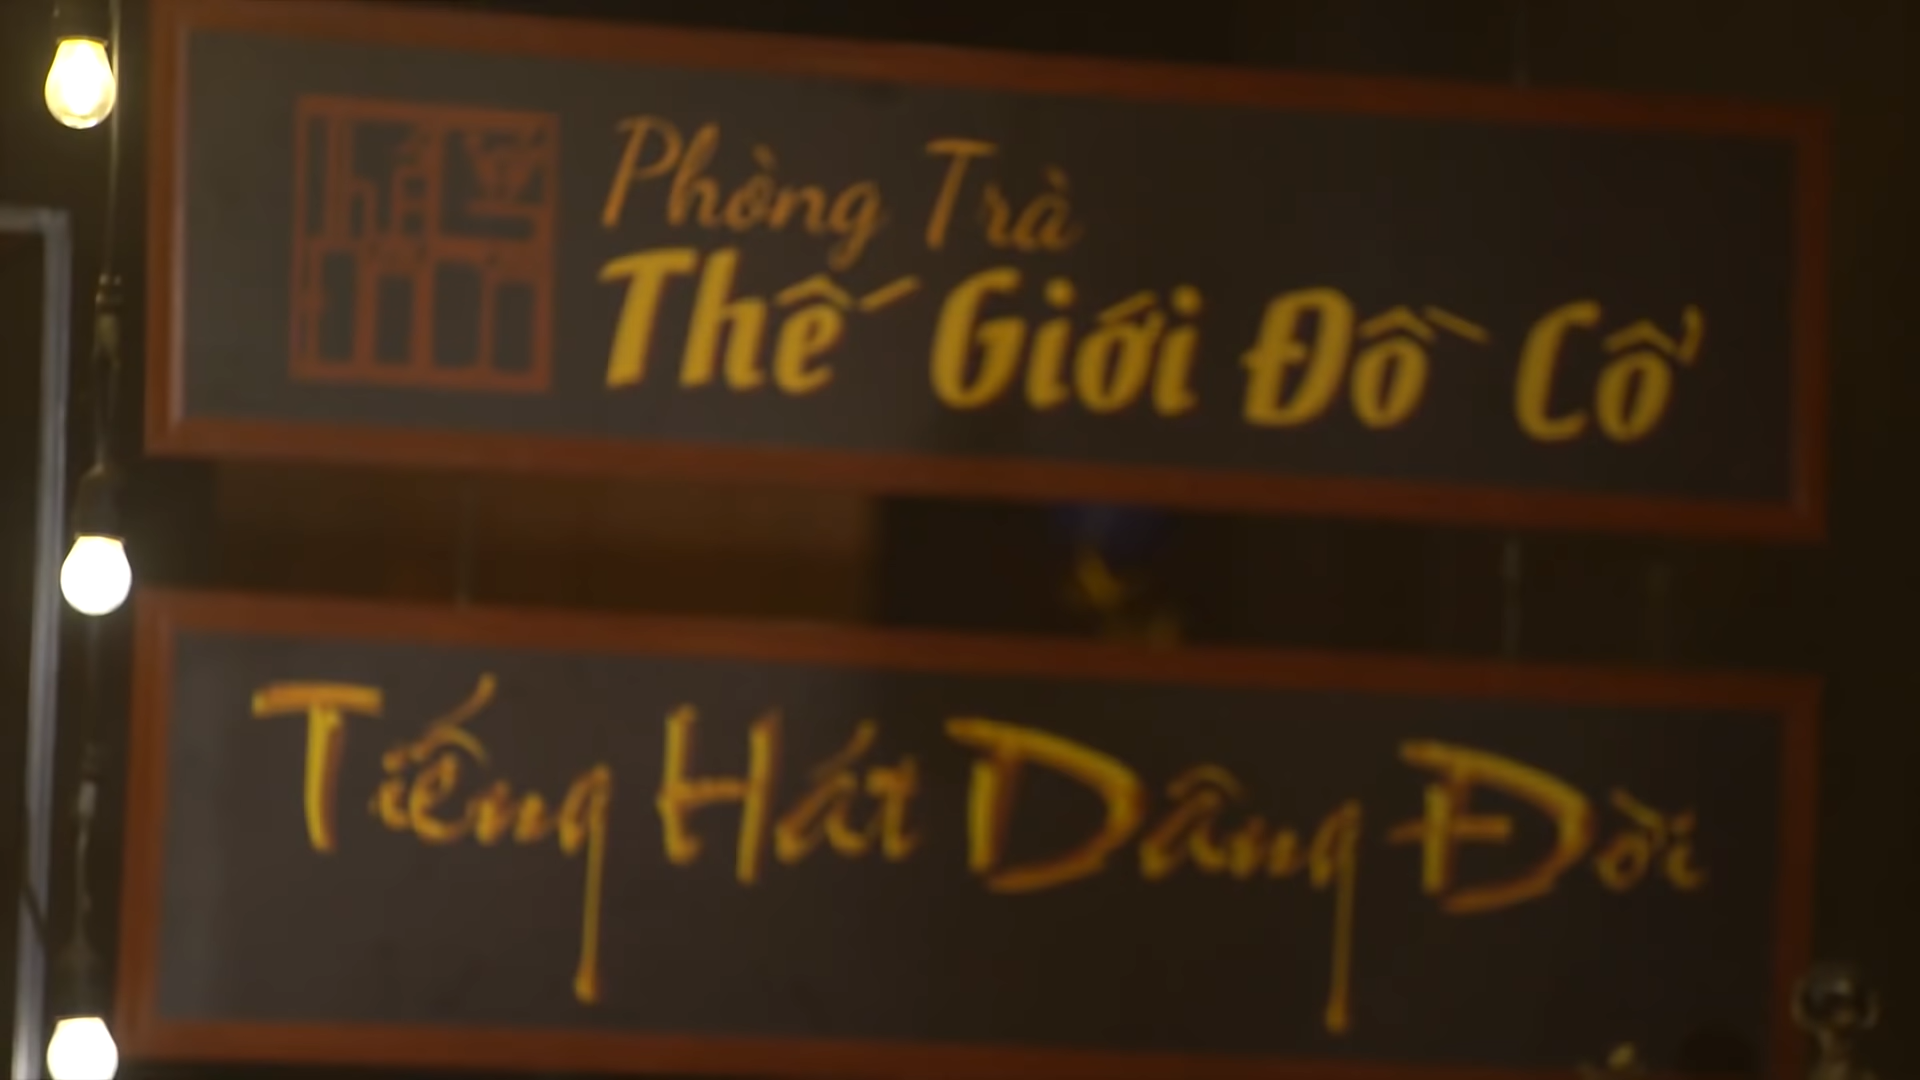 Phòng Trà
Thế Giới Đồ Cổ
Tiếng Hát Dâng Đời